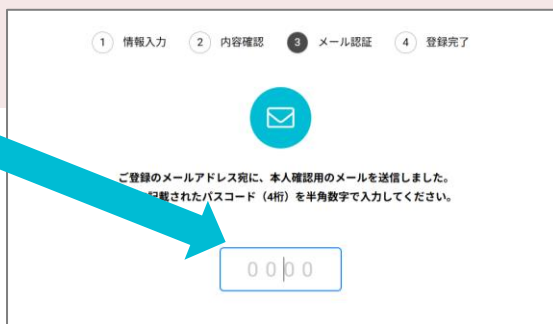 1 情報入力 2 内容確認 3 メール認証 4 登録完了
ご登録のメールアドレス宛に、本人確認用のメールを送信しました。
記載されたパスコード（4桁）を半角数字で入力してください。
0000